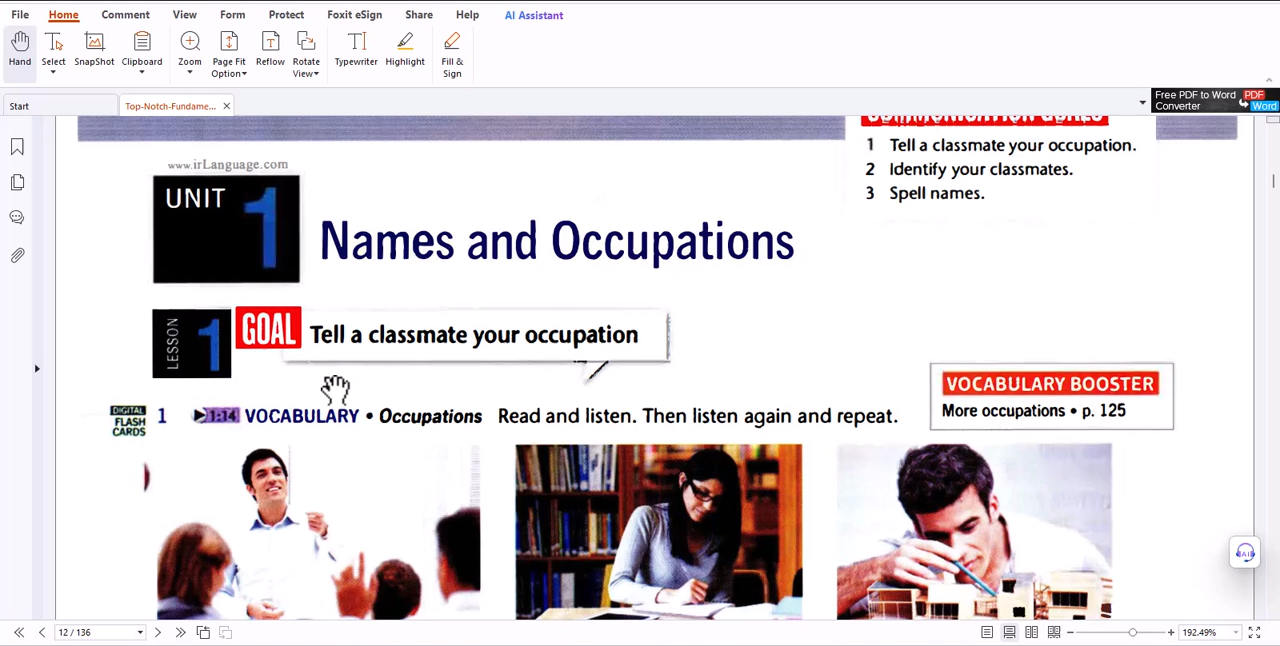 File Home Comment View Form Protect Foxit eSign Share Help AI Assistant
Hand Select SnapShot Clipboard Zoom Page Fit Option Reflow Rotate View Typewriter Highlight Fill & Sign
Start Top-Notch-Fundame...
Free PDF to Word Converter PDF Word
COMMUNICATION GOALS
1 Tell a classmate your occupation.
2 Identify your classmates.
3 Spell names.
www.irLanguage.com
UNIT 1
Names and Occupations
LESSON 1 GOAL Tell a classmate your occupation
VOCABULARY BOOSTER
More occupations • p. 125
DIGITAL FLASH CARDS 1 1:14 VOCABULARY • Occupations Read and listen. Then listen again and repeat.
12 / 136 192.49%